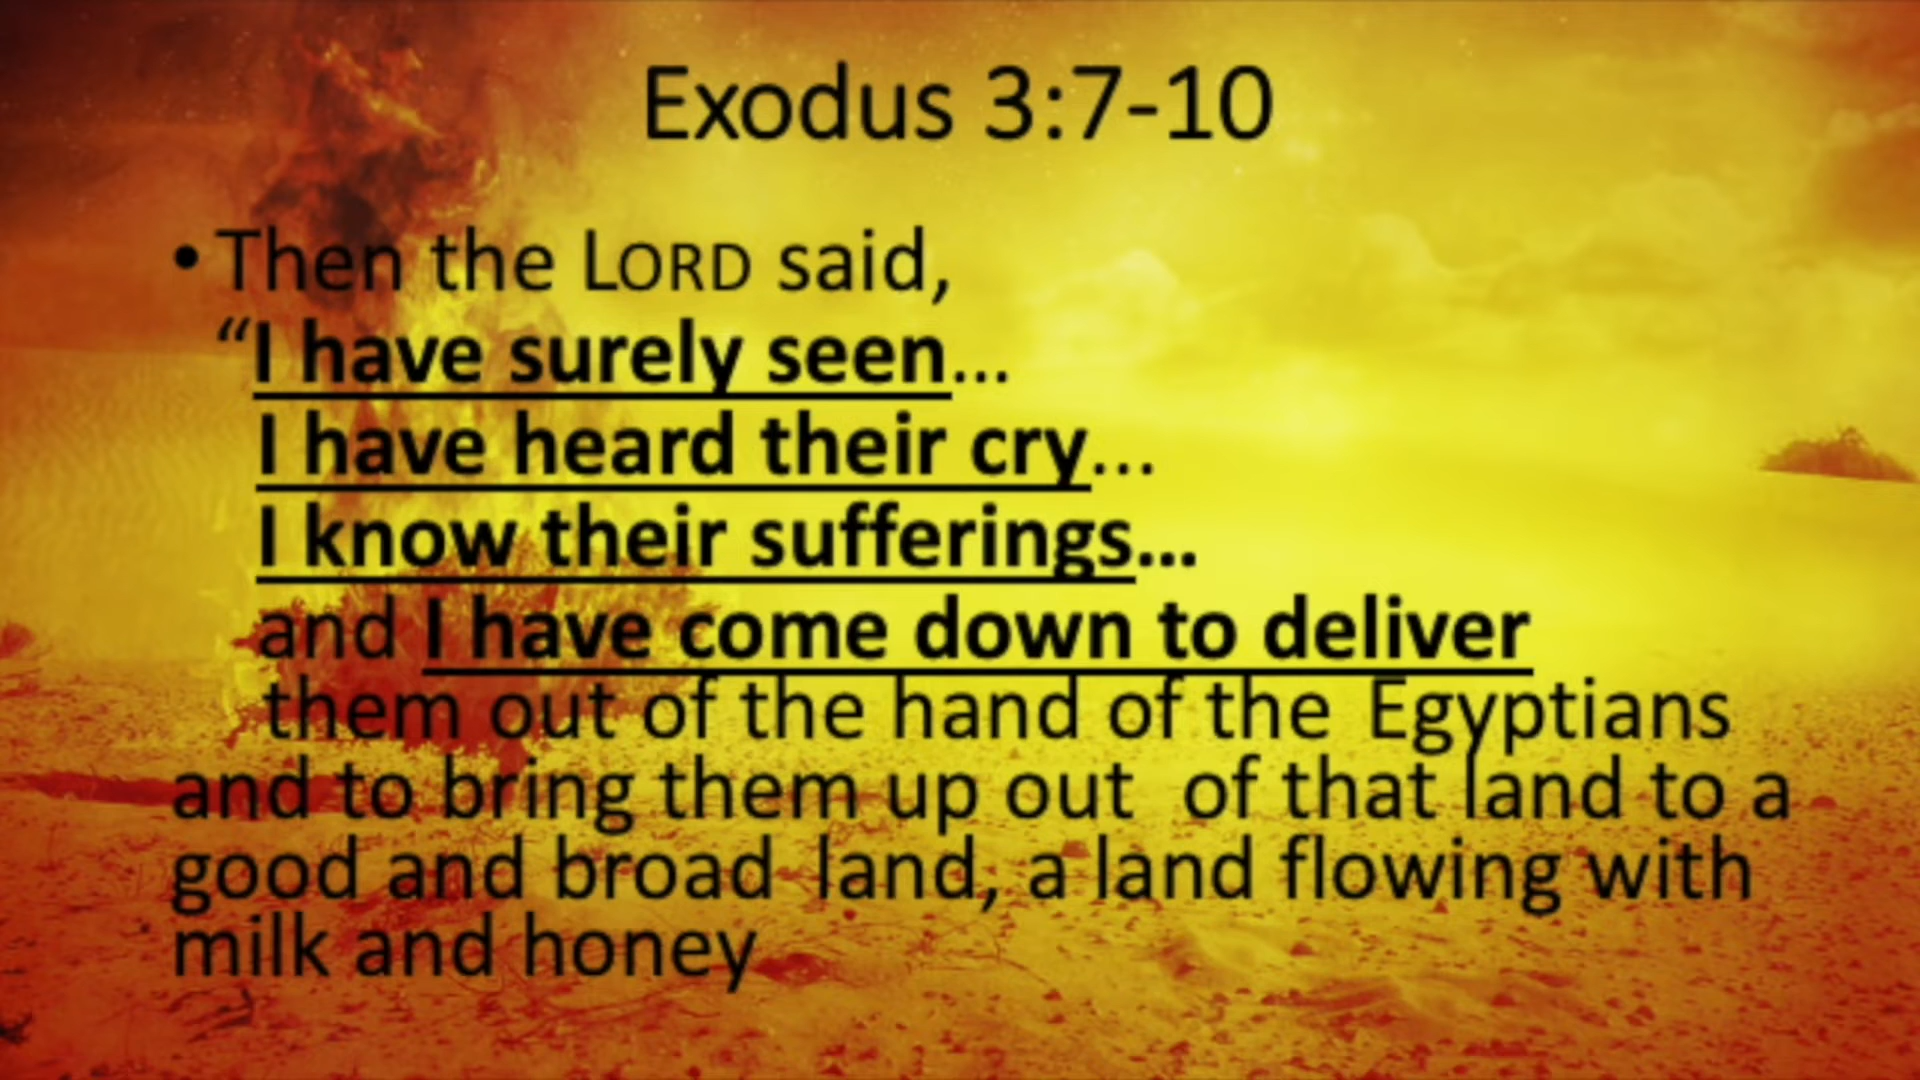 Exodus 3:7-10
• Then the LORD said,
“I have surely seen...
I have heard their cry...
I know their sufferings...
and I have come down to deliver
them out of the hand of the Egyptians
and to bring them up out of that land to a
good and broad land, a land flowing with
milk and honey